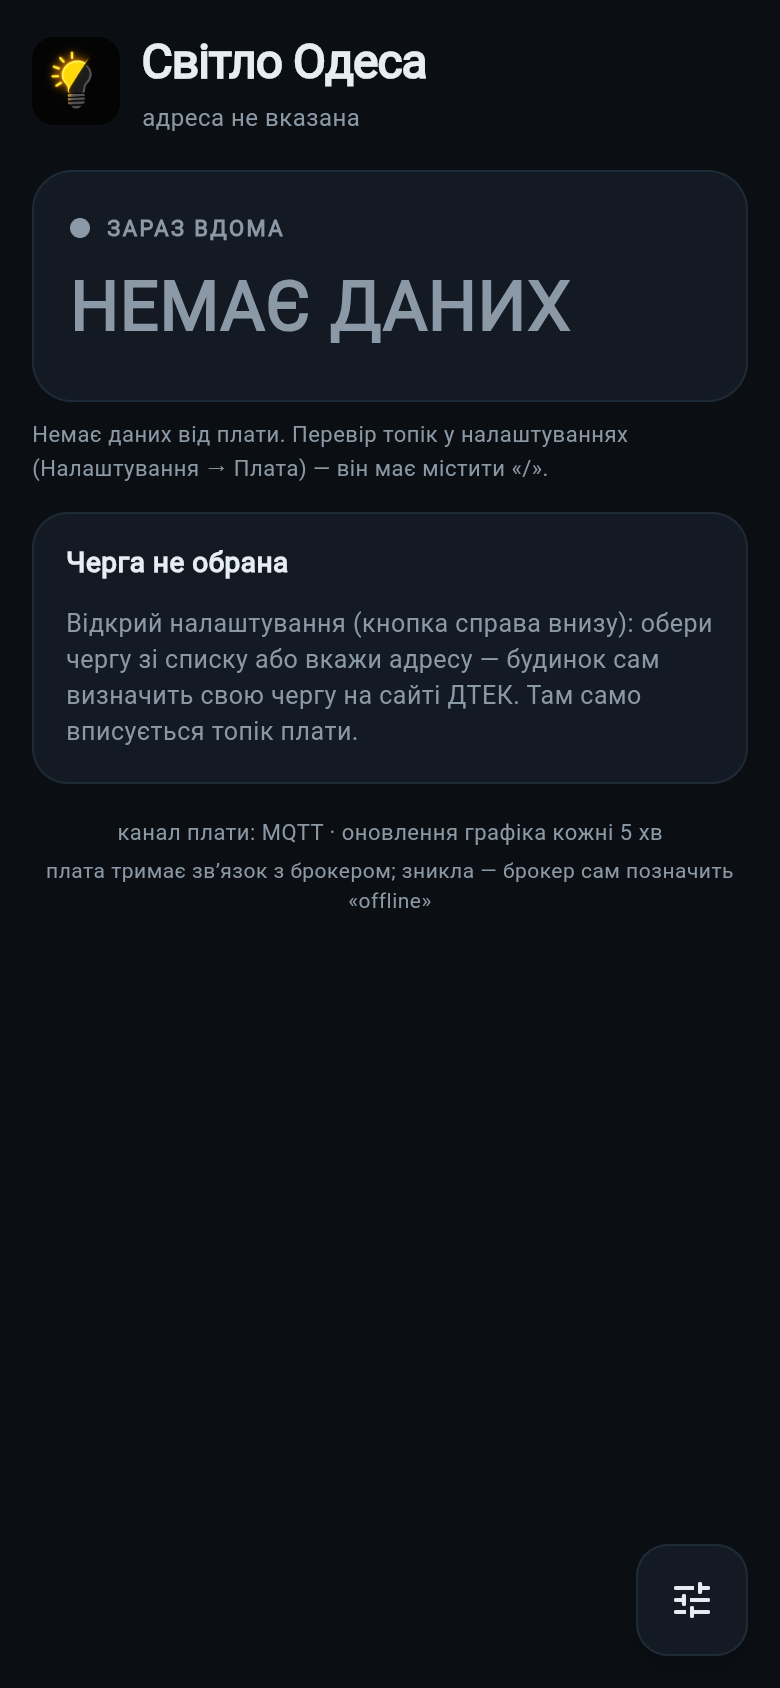 Світло Одеса
адреса не вказана
ЗАРАЗ ВДОМА
НЕМАЄ ДАНИХ
Немає даних від плати. Перевір топік у налаштуваннях
(Налаштування → Плата) — він має містити «/».
Черга не обрана
Відкрий налаштування (кнопка справа внизу): обери
чергу зі списку або вкажи адресу — будинок сам
визначить свою чергу на сайті ДТЕК. Там само
вписується топік плати.
канал плати: MQTT · оновлення графіка кожні 5 хв
плата тримає зв’язок з брокером; зникла — брокер сам позначить
«offline»